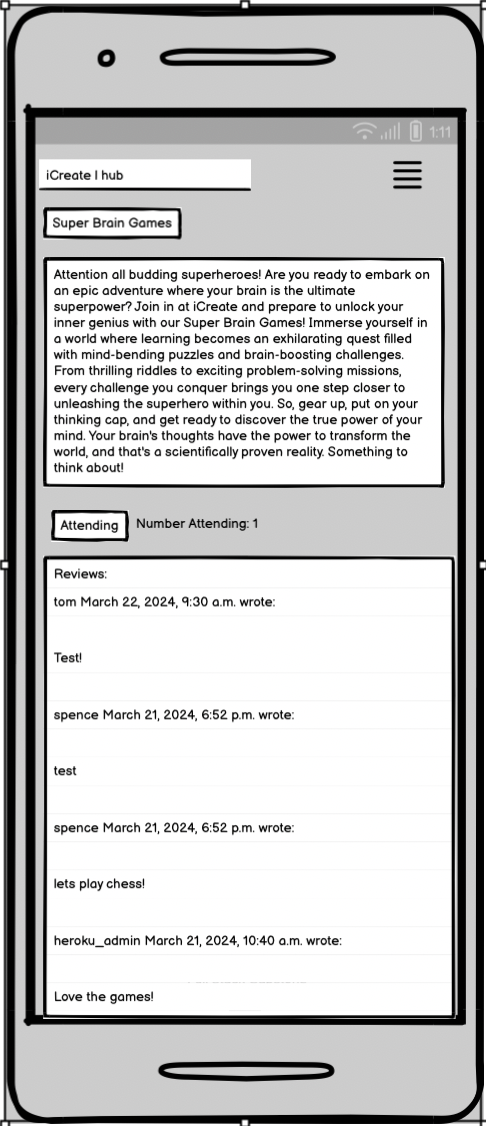 1:11
iCreate I hub
Super Brain Games
Attention all budding superheroes! Are you ready to embark on
an epic adventure where your brain is the ultimate
superpower? Join in at iCreate and prepare to unlock your
inner genius with our Super Brain Games! Immerse yourself in
a world where learning becomes an exhilarating quest filled
with mind-bending puzzles and brain-boosting challenges.
From thrilling riddles to exciting problem-solving missions,
every challenge you conquer brings you one step closer to
unleashing the superhero within you. So, gear up, put on your
thinking cap, and get ready to discover the true power of your
mind. Your brain's thoughts have the power to transform the
world, and that's a scientifically proven reality. Something to
think about!
Attending Number Attending: 1
Reviews:
tom March 22, 2024, 9:30 a.m. wrote:
Test!
spence March 21, 2024, 6:52 p.m. wrote:
test
spence March 21, 2024, 6:52 p.m. wrote:
lets play chess!
heroku_admin March 21, 2024, 10:40 a.m. wrote:
Love the games!